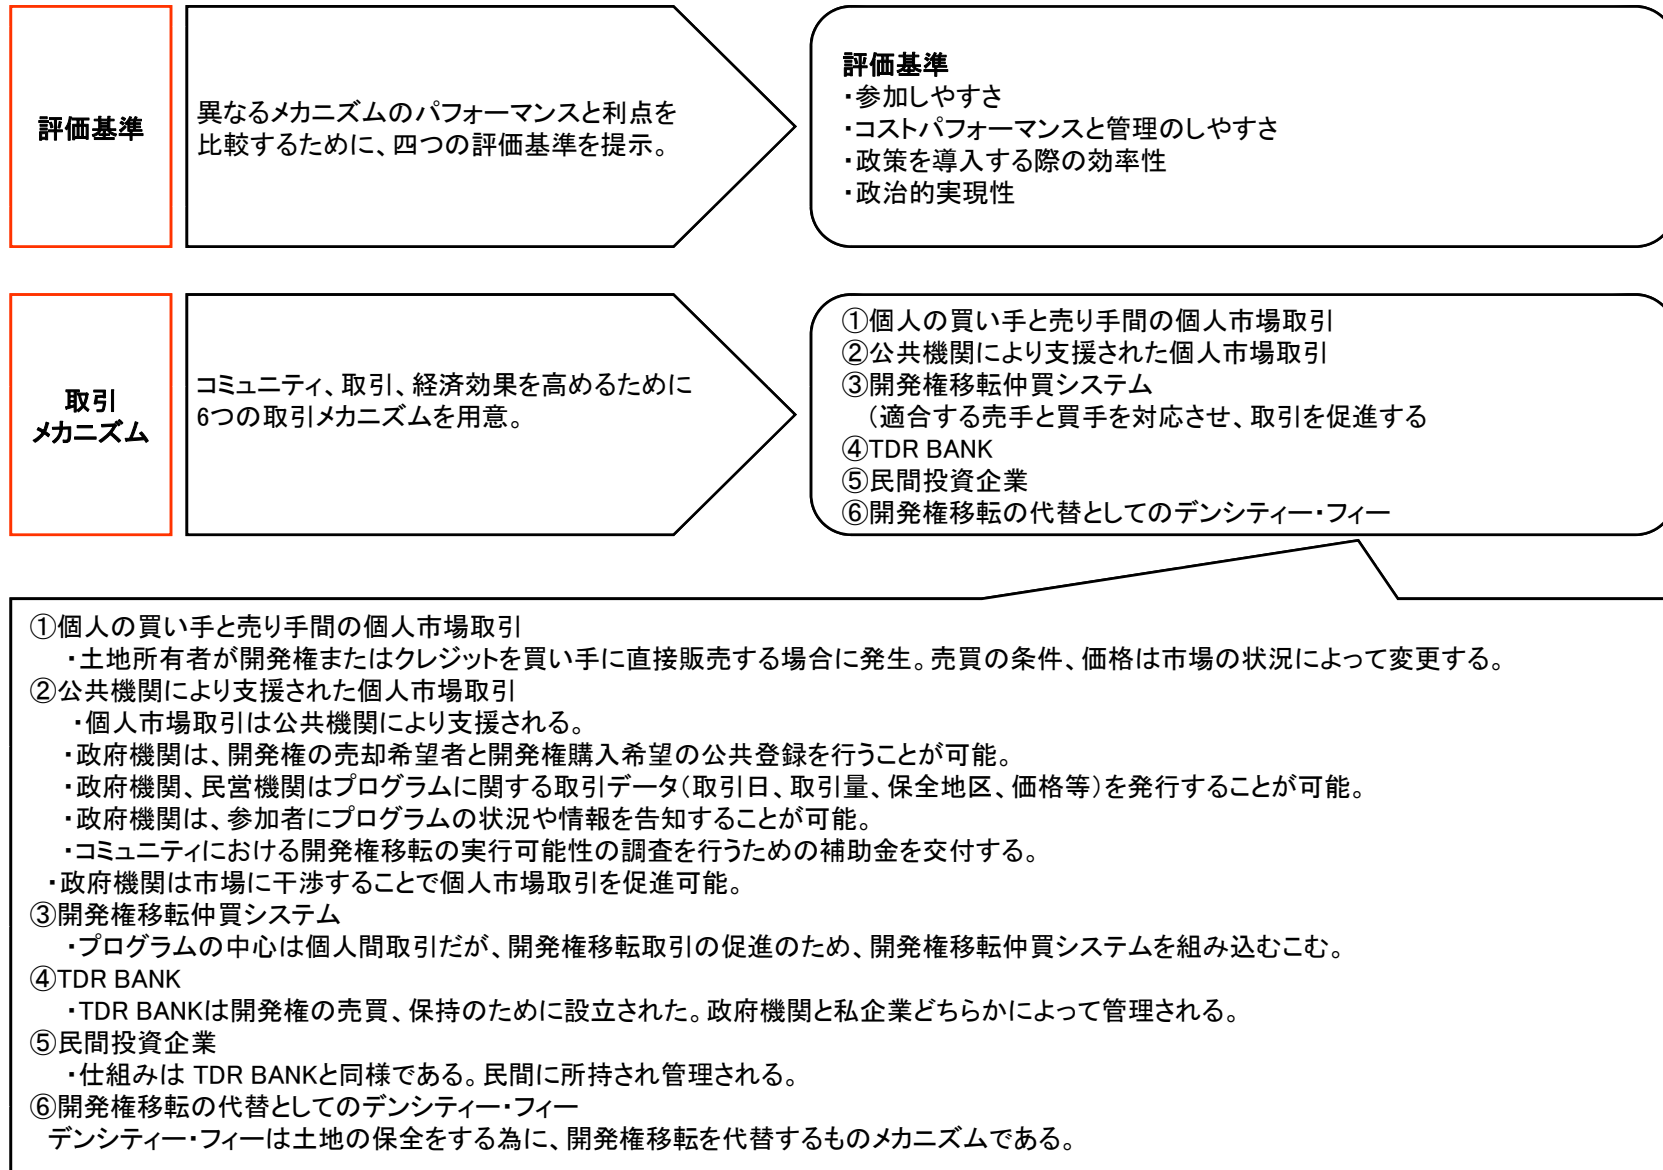 評価基準
異なるメカニズムのパフォーマンスと利点を
比較するために、四つの評価基準を提示。
評価基準
・参加しやすさ
・コストパフォーマンスと管理のしやすさ
・政策を導入する際の効率性
・政治的実現性
取引
メカニズム
コミュニティ、取引、経済効果を高めるために
6つの取引メカニズムを用意。
①個人の買い手と売り手間の個人市場取引
②公共機関により支援された個人市場取引
③開発権移転仲買システム
（適合する売手と買手を対応させ、取引を促進する
④TDR BANK
⑤民間投資企業
⑥開発権移転の代替としてのデンシティー・フィー
①個人の買い手と売り手間の個人市場取引
・土地所有者が開発権またはクレジットを買い手に直接販売する場合に発生。売買の条件、価格は市場の状況によって変更する。
②公共機関により支援された個人市場取引
・個人市場取引は公共機関により支援される。
・政府機関は、開発権の売却希望者と開発権購入希望の公共登録を行うことが可能。
・政府機関、民営機関はプログラムに関する取引データ（取引日、取引量、保全地区、価格等）を発行することが可能。
・政府機関は、参加者にプログラムの状況や情報を告知することが可能。
・コミュニティにおける開発権移転の実行可能性の調査を行うための補助金を交付する。
・政府機関は市場に干渉することで個人市場取引を促進可能。
③開発権移転仲買システム
・プログラムの中心は個人間取引だが、開発権移転取引の促進のため、開発権移転仲買システムを組み込むこむ。
④TDR BANK
・TDR BANKは開発権の売買、保持のために設立された。政府機関と私企業どちらかによって管理される。
⑤民間投資企業
・仕組みは TDR BANKと同様である。民間に所持され管理される。
⑥開発権移転の代替としてのデンシティー・フィー
デンシティー・フィーは土地の保全をする為に、開発権移転を代替するものメカニズムである。